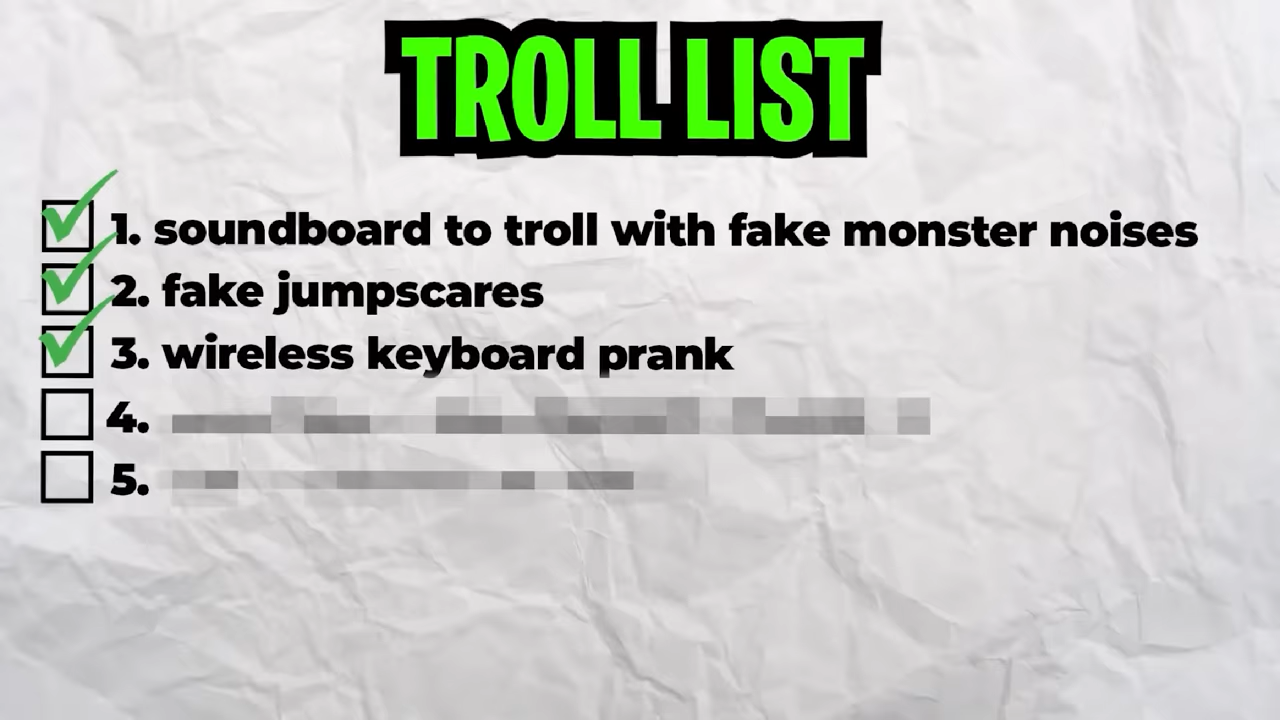 TROLL LIST
1. soundboard to troll with fake monster noises
2. fake jumpscares
3. wireless keyboard prank
4.
5.